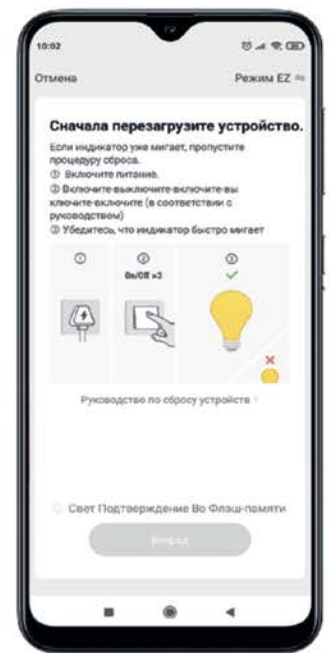 10:02
Отмена
Режим EZ
Сначала перезагрузите устройство.
Если индикатор уже мигает, пропустите
процедуру сброса.
① Включите питание.
② Включите-выключите-включите-вы
ключите-включите (в соответствии с
руководством)
③ Убедитесь, что индикатор быстро мигает
① ② ③
On/Off ×3
Руководство по сбросу устройств >
Свет Подтверждение Во Флэш-памяти
Вперед